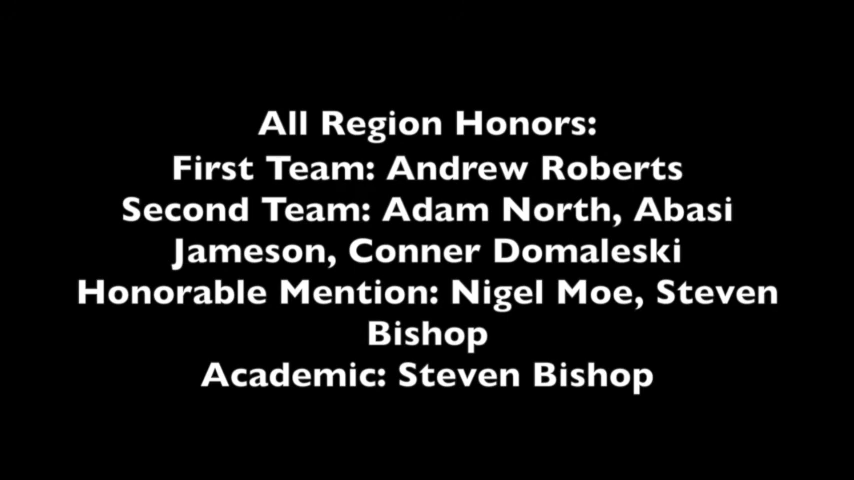 All Region Honors:
First Team: Andrew Roberts
Second Team: Adam North, Abasi
Jameson, Conner Domaleski
Honorable Mention: Nigel Moe, Steven
Bishop
Academic: Steven Bishop